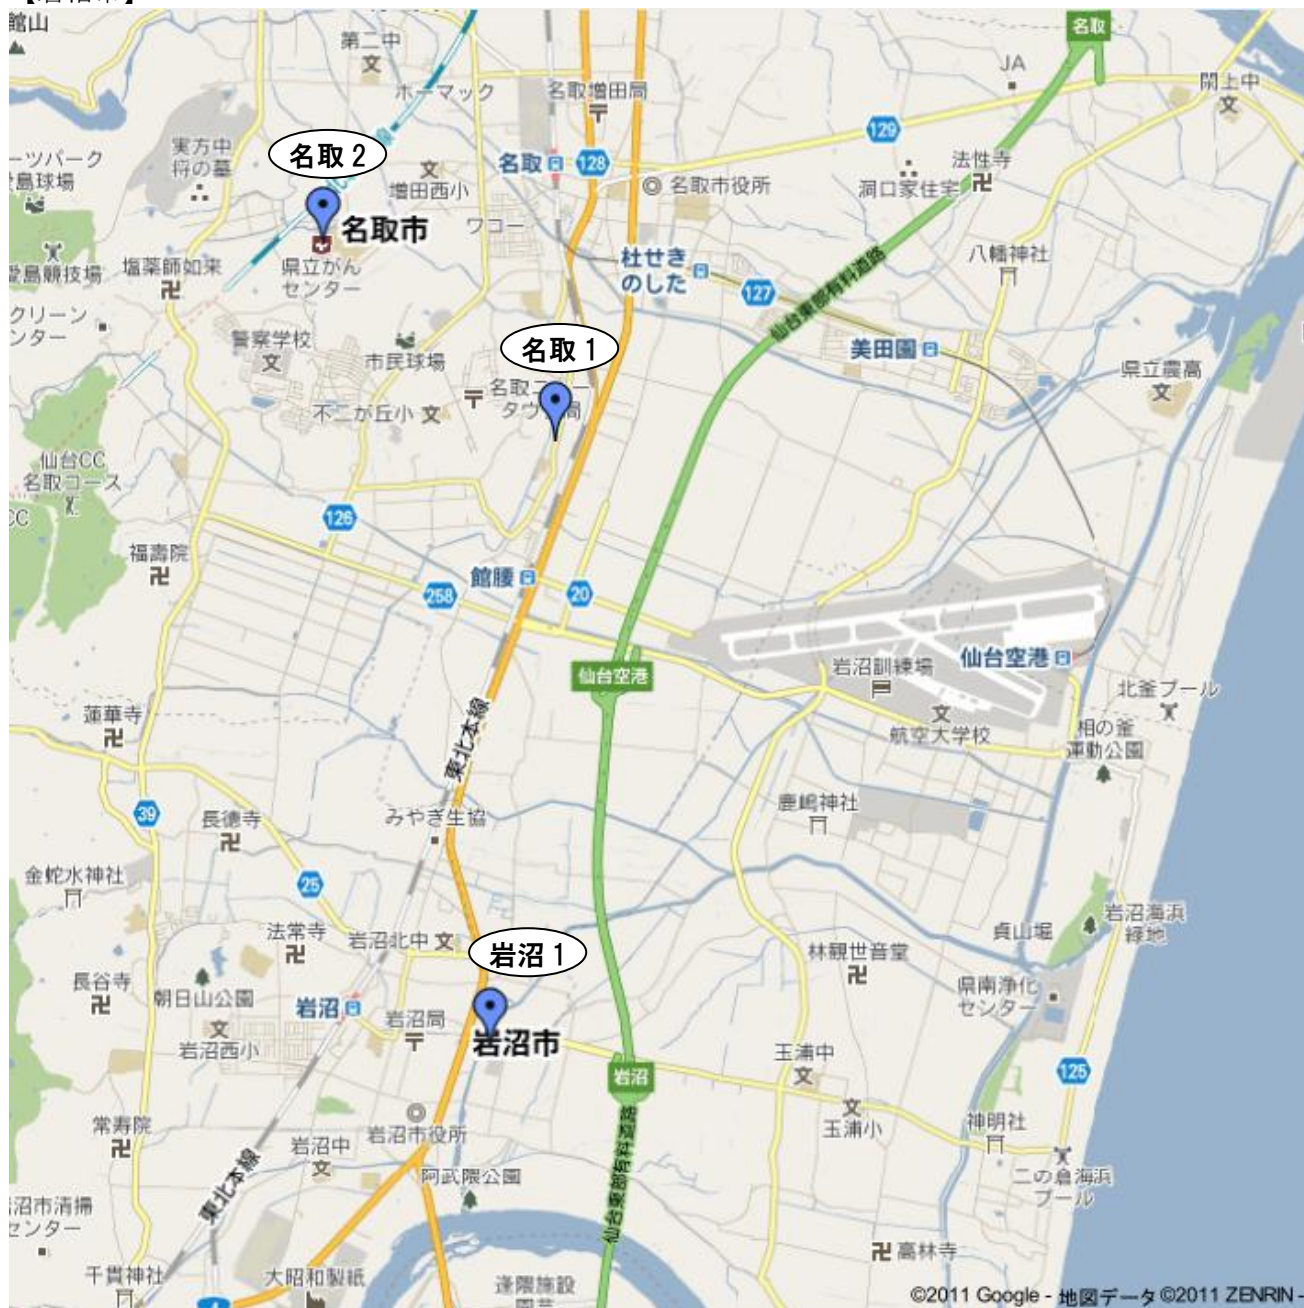 館山
第二中
ホーマック
名取増田局
名取
JA
閖上中
実方中
将の墓
名取2
増田西小
名取
128
129
名取市役所
洞口家住宅
法性寺
ーツパーク
愛島球場
名取市
ワコー
杜せき
のした
八幡神社
愛島競技場
塩薬師如来
県立がん
センター
127
仙台東部有料道路
クリーン
ンター
警察学校
市民球場
名取1
美田園
県立農高
不二が丘小
仙台CC
名取コース
CC
126
福壽院
館腰
258
20
仙台空港
岩沼訓練場
仙台空港
北釜プール
蓮華寺
東北本線
航空大学校
相の釜
運動公園
39
長徳寺
みやぎ生協
鹿嶋神社
金蛇水神社
25
法常寺
岩沼北中
岩沼1
林観世音堂
貞山堀
岩沼海浜
緑地
長谷寺
朝日山公園
岩沼
岩沼局
岩沼市
県南浄化
センター
岩沼西小
玉浦中
岩沼
125
常寿院
岩沼中
岩沼市役所
玉浦小
神明社
阿武隈公園
二の倉海浜
プール
東北本線
仙台東部有料道路
沼市清掃
センター
高林寺
千貫神社
大昭和製紙
逢隈施設
4
©2011 Google - 地図データ ©2011 ZENRIN -